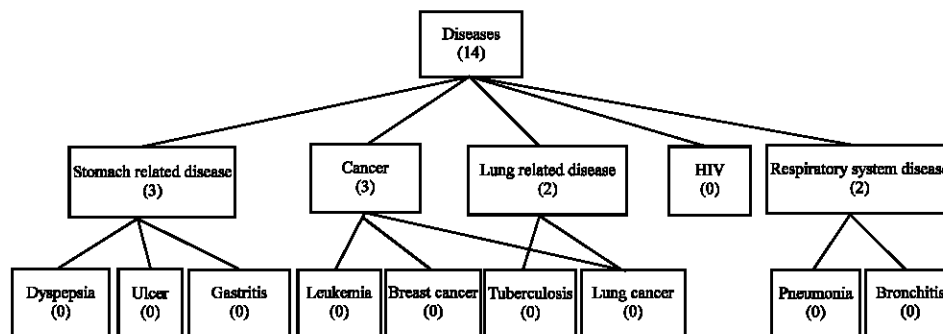 Diseases
(14)
Stomach related disease
(3)
Cancer
(3)
Lung related disease
(2)
HIV
(0)
Respiratory system disease
(2)
Dyspepsia
(0)
Ulcer
(0)
Gastritis
(0)
Leukemia
(0)
Breast cancer
(0)
Tuberculosis
(0)
Lung cancer
(0)
Pneumonia
(0)
Bronchitis
(0)